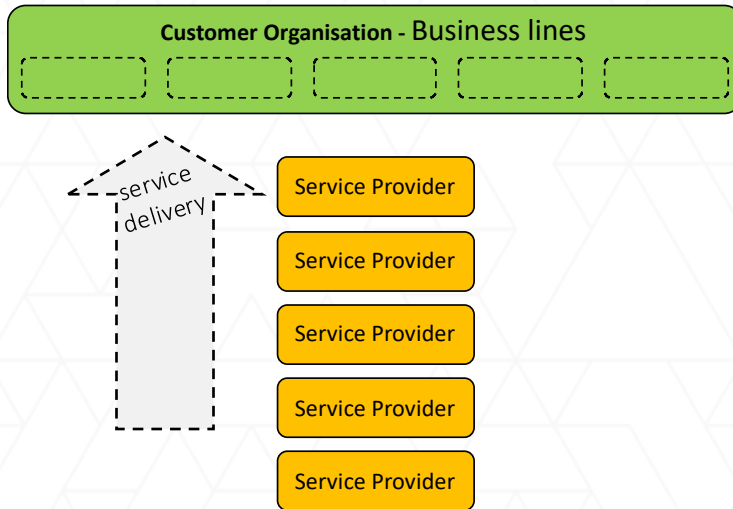 Customer Organisation - Business lines
service
delivery
Service Provider
Service Provider
Service Provider
Service Provider
Service Provider